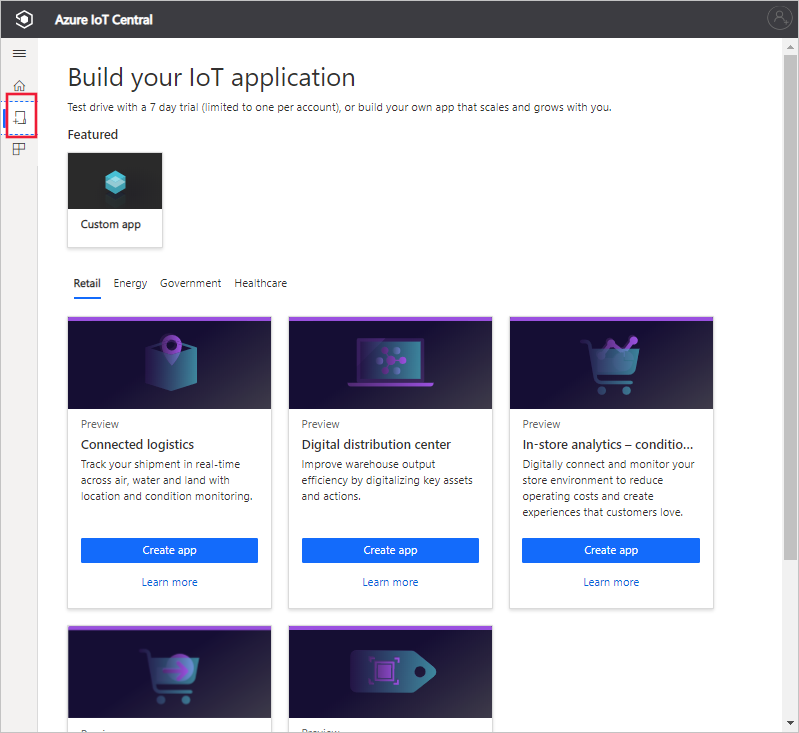 Azure IoT Central
Build your IoT application
Test drive with a 7 day trial (limited to one per account), or build your own app that scales and grows with you.
Featured
Custom app
Retail Energy Government Healthcare
Preview
Connected logistics
Track your shipment in real-time
across air, water and land with
location and condition monitoring.
Create app
Learn more
Preview
Digital distribution center
Improve warehouse output
efficiency by digitalizing key assets
and actions.
Create app
Learn more
Preview
In-store analytics – conditio...
Digitally connect and monitor your
store environment to reduce
operating costs and create
experiences that customers love.
Create app
Learn more